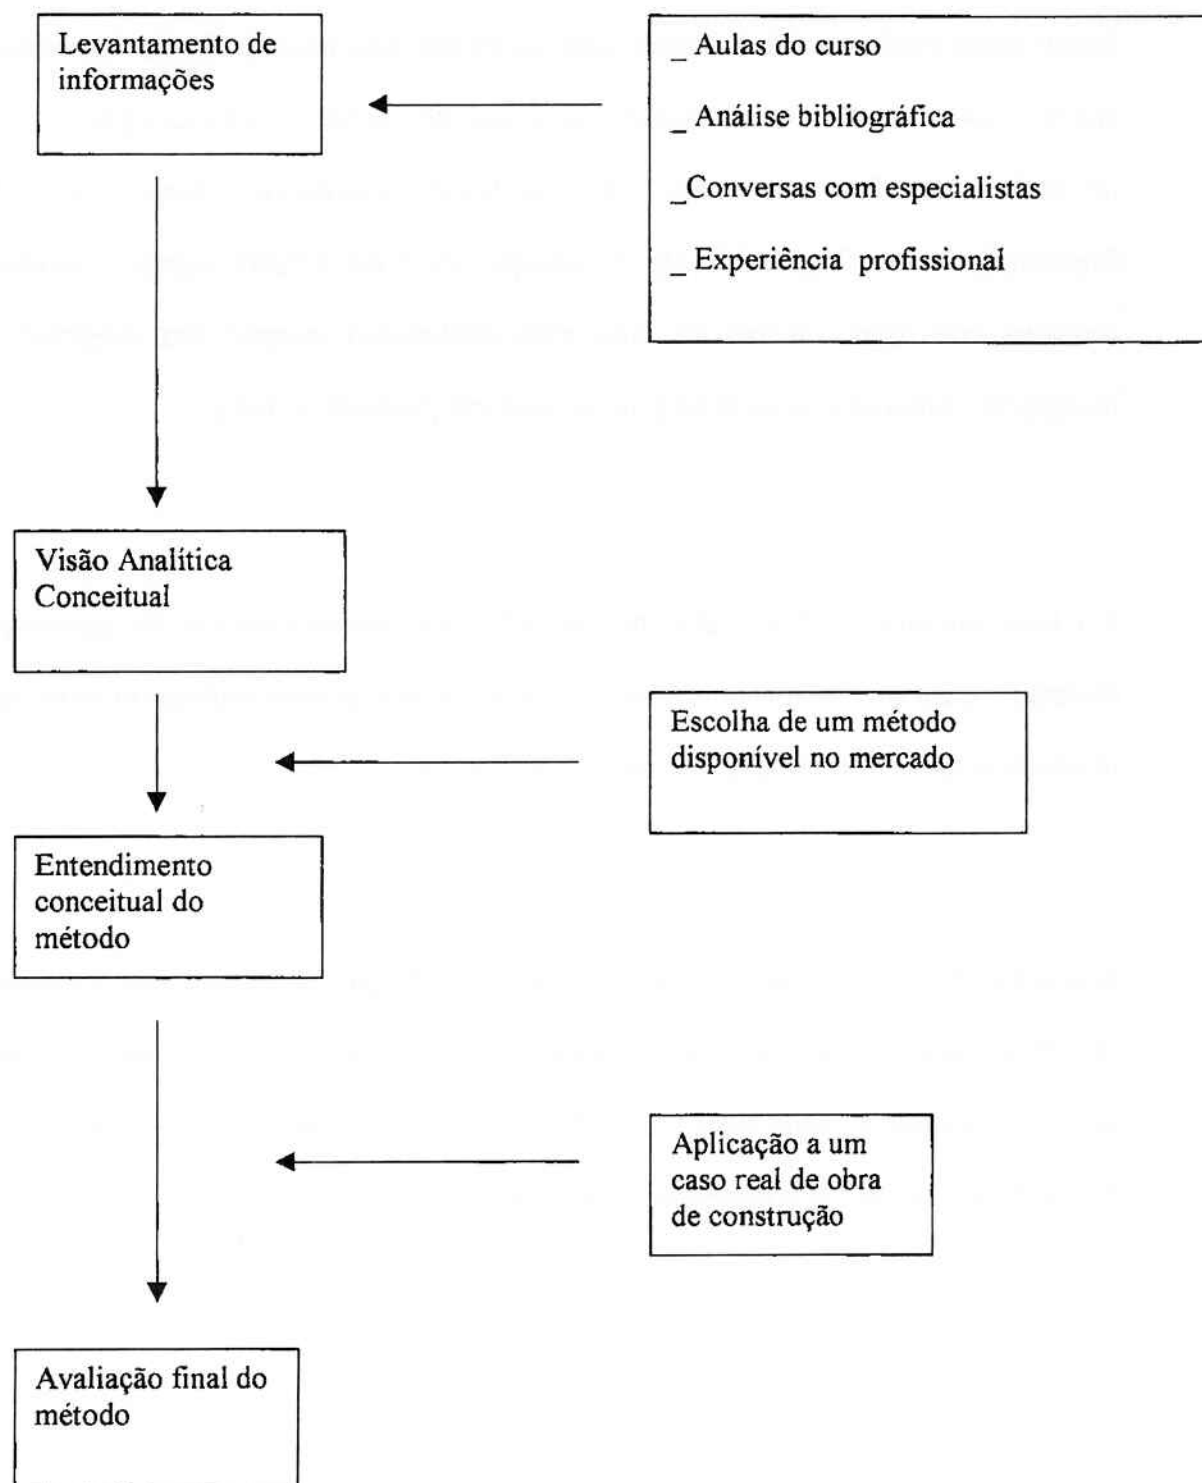 Levantamento de
informações
_ Aulas do curso
_ Análise bibliográfica
_Conversas com especialistas
_ Experiência profissional
Visão Analítica
Conceitual
Escolha de um método
disponível no mercado
Entendimento
conceitual do
método
Aplicação a um
caso real de obra
de construção
Avaliação final do
método